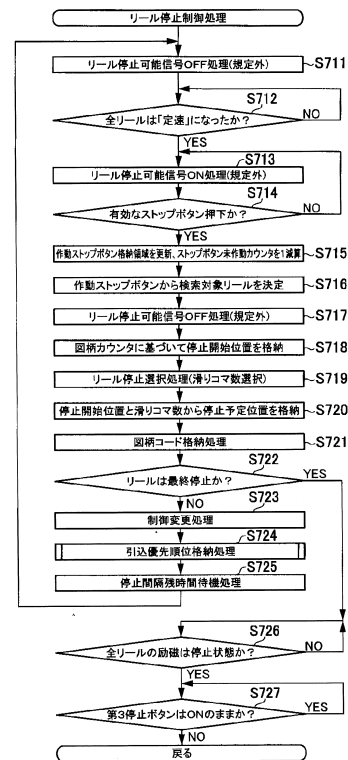 リール停止制御処理
リール停止可能信号OFF処理(規定外)
S711
S712
全リールは「定速」になったか？
NO
YES
S713
リール停止可能信号ON処理(規定外)
S714
有効なストップボタン押下か？
NO
YES
作動ストップボタン格納領域を更新、ストップボタン未作動カウンタを1減算
S715
作動ストップボタンから検索対象リールを決定
S716
リール停止可能信号OFF処理(規定外)
S717
図柄カウンタに基づいて停止開始位置を格納
S718
リール停止選択処理(滑りコマ数選択)
S719
停止開始位置と滑りコマ数から停止予定位置を格納
S720
図柄コード格納処理
S721
S722
リールは最終停止か？
YES
NO
S723
制御変更処理
S724
引込優先順位格納処理
S725
停止間隔残時間待機処理
S726
全リールの励磁は停止状態か？
NO
YES
S727
第3停止ボタンはONのままか？
YES
NO
戻る